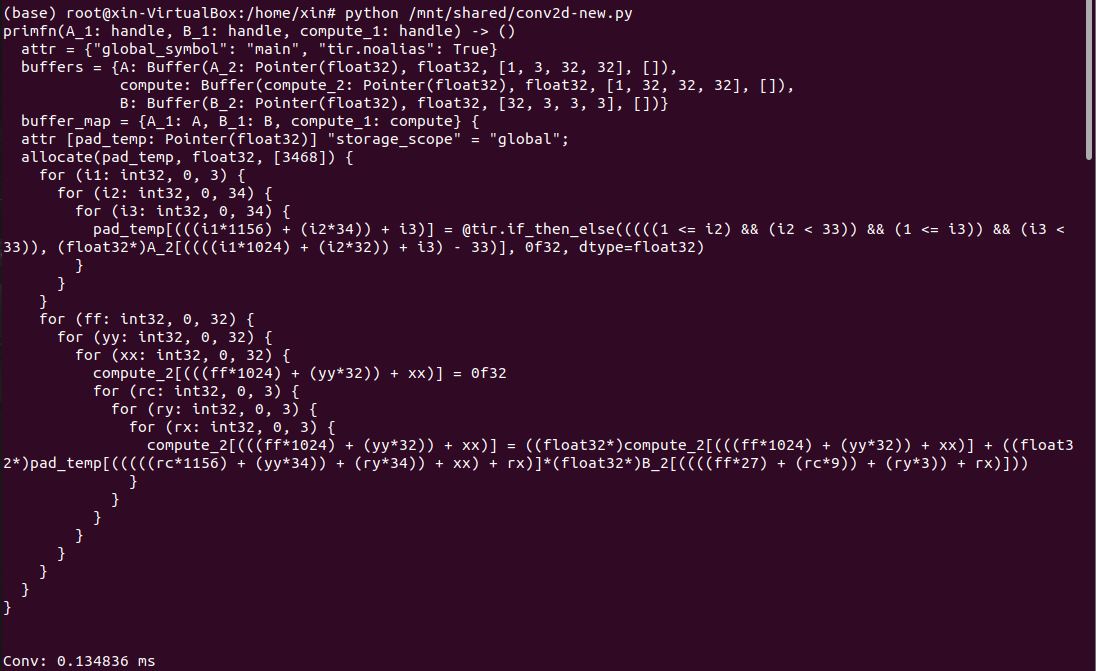 (base) root@xin-VirtualBox:/home/xin# python /mnt/shared/conv2d-new.py
primfn(A_1: handle, B_1: handle, compute_1: handle) -> ()
  attr = {"global_symbol": "main", "tir.noalias": True}
  buffers = {A: Buffer(A_2: Pointer(float32), float32, [1, 3, 32, 32], []),
             compute: Buffer(compute_2: Pointer(float32), float32, [1, 32, 32, 32], []),
             B: Buffer(B_2: Pointer(float32), float32, [32, 3, 3, 3], [])}
  buffer_map = {A_1: A, B_1: B, compute_1: compute} {
  attr [pad_temp: Pointer(float32)] "storage_scope" = "global";
  allocate(pad_temp, float32, [3468]) {
    for (i1: int32, 0, 3) {
      for (i2: int32, 0, 34) {
        for (i3: int32, 0, 34) {
          pad_temp[(((i1*1156) + (i2*34)) + i3)] = @tir.if_then_else(((((1 <= i2) && (i2 < 33)) && (1 <= i3)) && (i3 <
33)), (float32*)A_2[((((i1*1024) + (i2*32)) + i3) - 33)], 0f32, dtype=float32)
        }
      }
    }
    for (ff: int32, 0, 32) {
      for (yy: int32, 0, 32) {
        for (xx: int32, 0, 32) {
          compute_2[(((ff*1024) + (yy*32)) + xx)] = 0f32
          for (rc: int32, 0, 3) {
            for (ry: int32, 0, 3) {
              for (rx: int32, 0, 3) {
                compute_2[(((ff*1024) + (yy*32)) + xx)] = ((float32*)compute_2[(((ff*1024) + (yy*32)) + xx)] + ((float3
2*)pad_temp[(((((rc*1156) + (yy*34)) + (ry*34)) + xx) + rx)]*(float32*)B_2[((((ff*27) + (rc*9)) + (ry*3)) + rx)]))
              }
            }
          }
        }
      }
    }
  }
}
Conv: 0.134836 ms